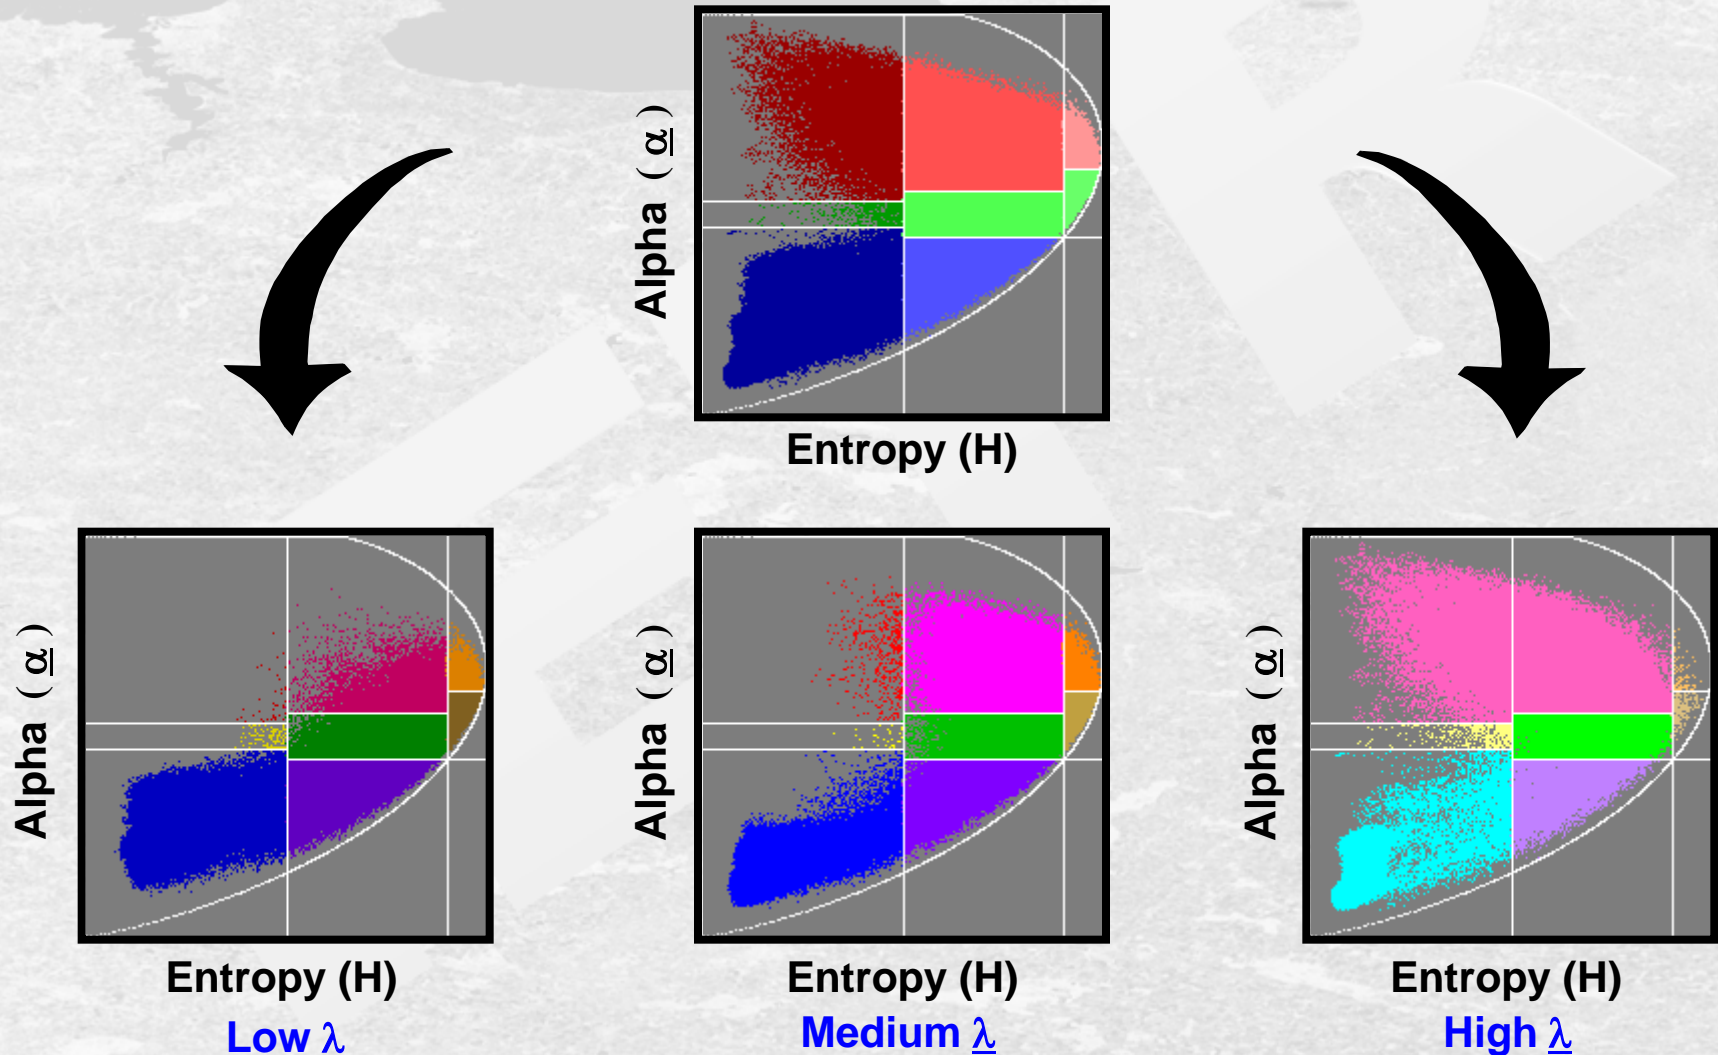 Alpha ( α )
Entropy (H)
Alpha ( α )
Entropy (H)
Low λ
Alpha ( α )
Entropy (H)
Medium λ
Alpha ( α )
Entropy (H)
High λ